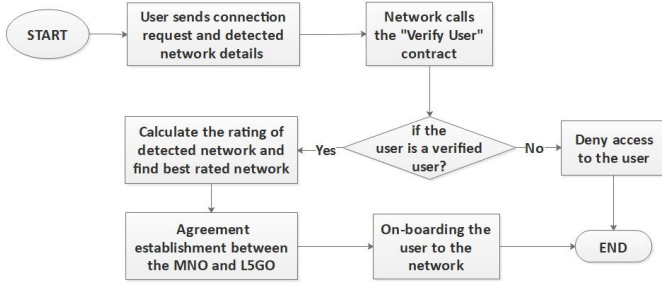 START
User sends connection
request and detected
network details
Network calls
the "Verify User"
contract
if the
user is a verified
user?
Yes
No
Calculate the rating of
detected network and
find best rated network
Deny access
to the user
Agreement
establishment between
the MNO and L5GO
On-boarding the
user to the
network
END